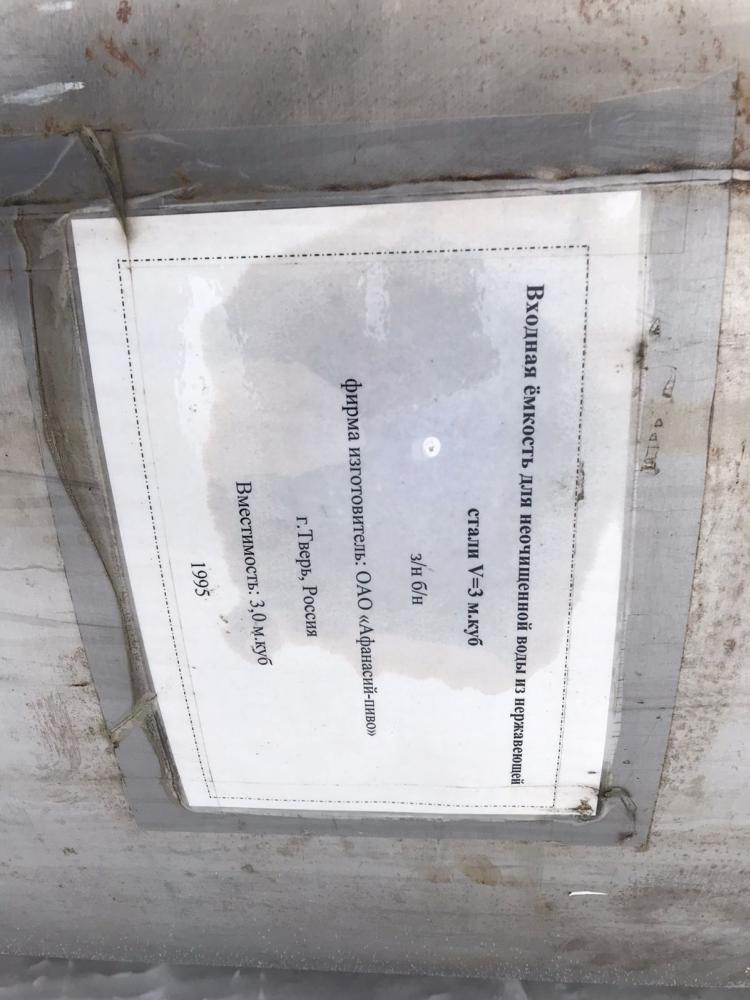 Входная ёмкость для неочищенной воды из нержавеющей
стали V=3 м.куб
з/н б/н
фирма изготовитель: ОАО «Афанасий-пиво»
г.Тверь, Россия
Вместимость: 3,0 м.куб
1995